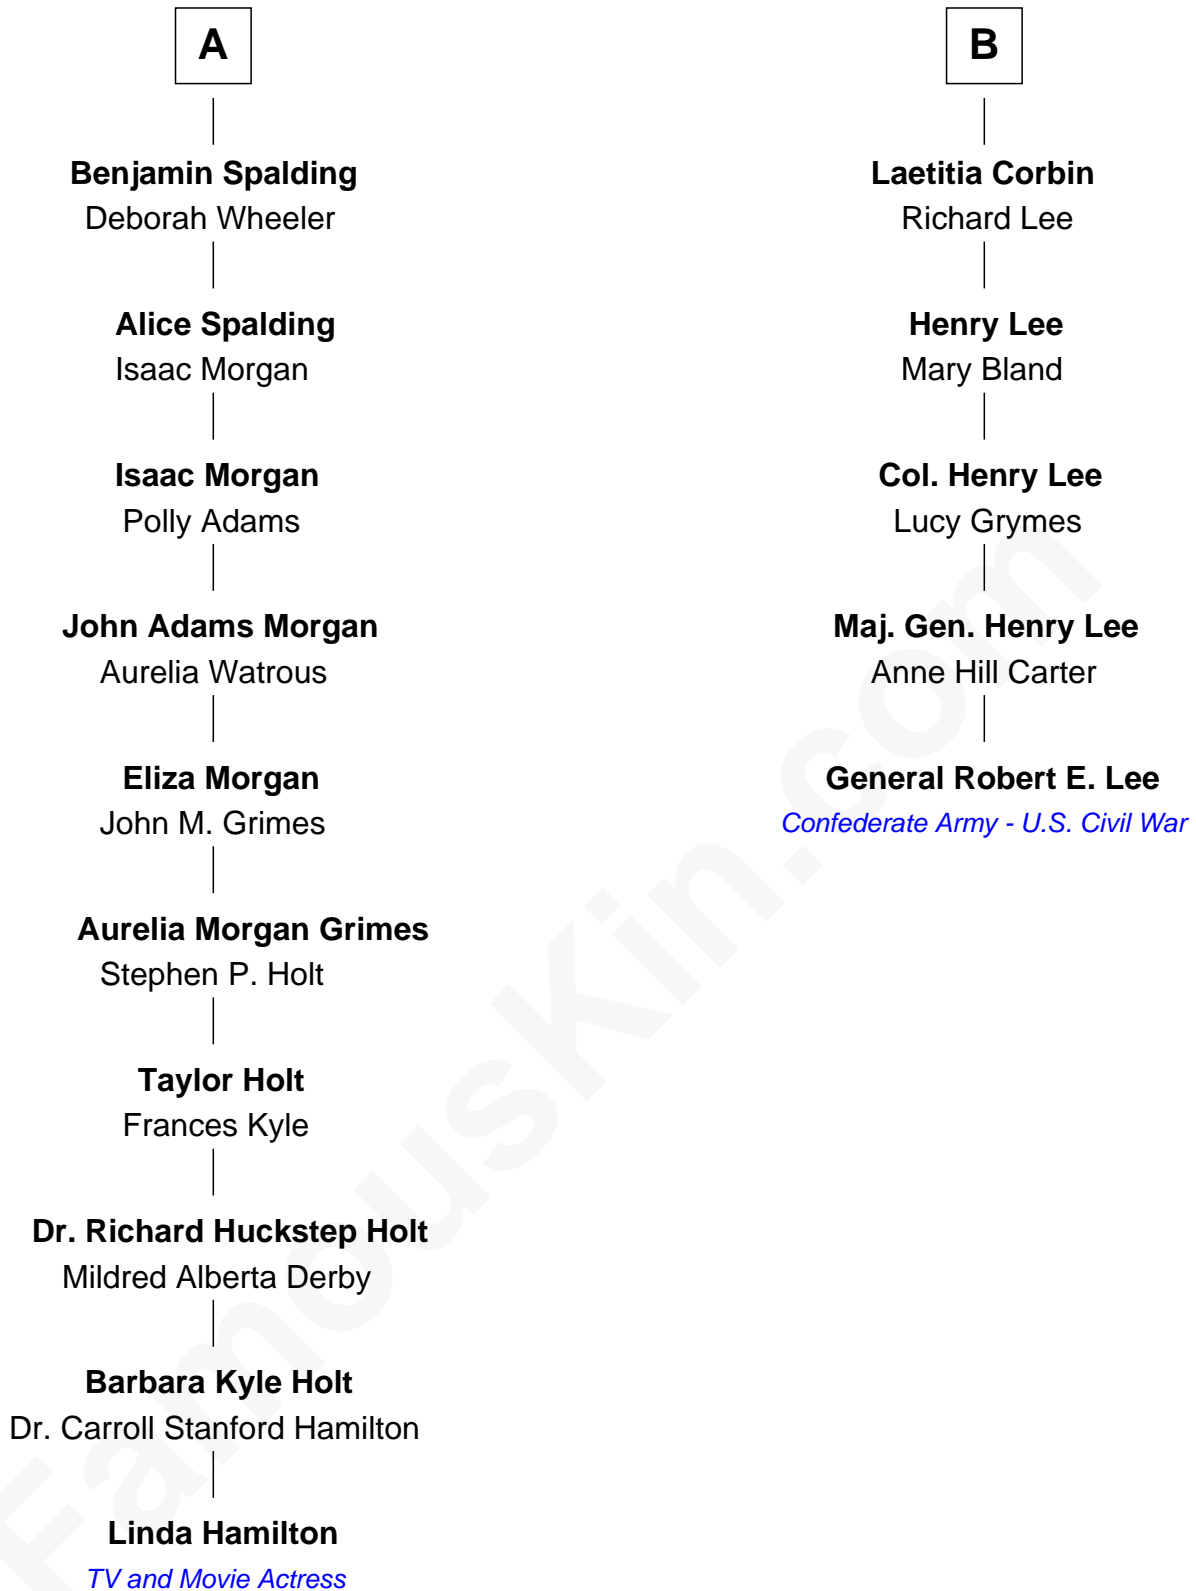 A
Benjamin Spalding
Deborah Wheeler
Alice Spalding
Isaac Morgan
Isaac Morgan
Polly Adams
John Adams Morgan
Aurelia Watrous
Eliza Morgan
John M. Grimes
Aurelia Morgan Grimes
Stephen P. Holt
Taylor Holt
Frances Kyle
Dr. Richard Huckstep Holt
Mildred Alberta Derby
Barbara Kyle Holt
Dr. Carroll Stanford Hamilton
Linda Hamilton
TV and Movie Actress
B
Laetitia Corbin
Richard Lee
Henry Lee
Mary Bland
Col. Henry Lee
Lucy Grymes
Maj. Gen. Henry Lee
Anne Hill Carter
General Robert E. Lee
Confederate Army - U.S. Civil War
FamousKin.com